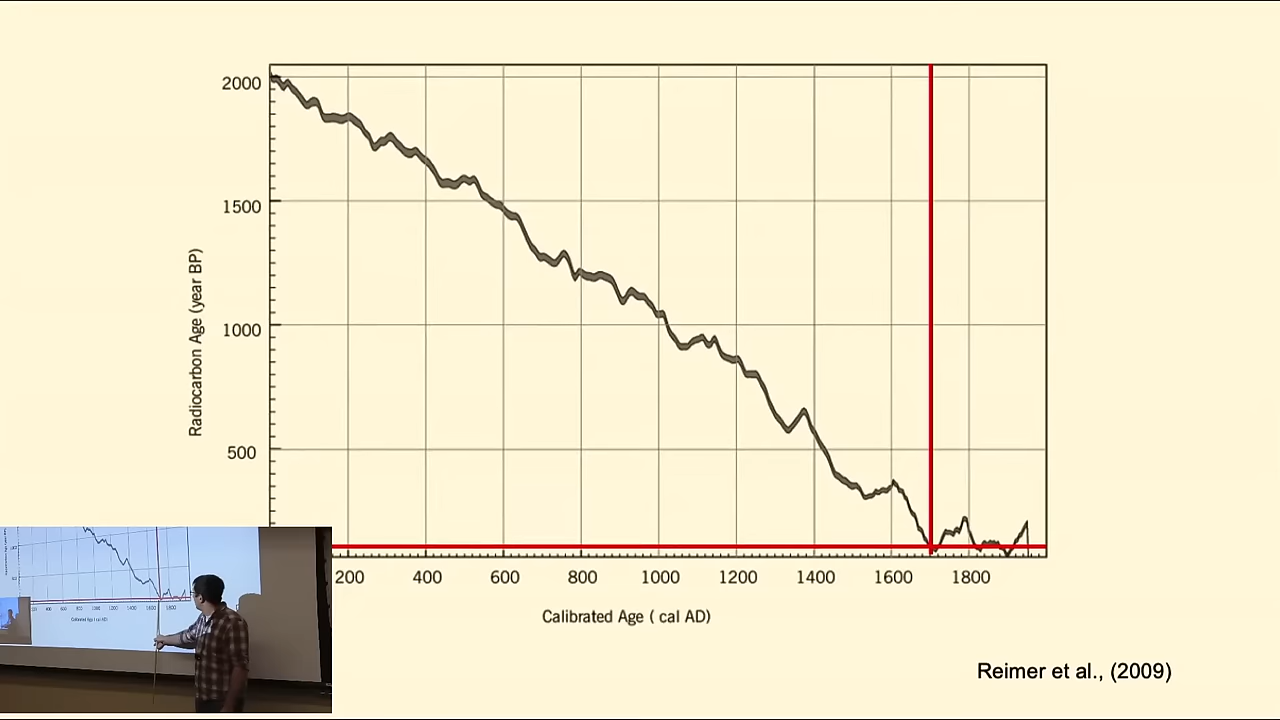 2000
1500
1000
500
Radiocarbon Age (year BP)
200 400 600 800 1000 1200 1400 1600 1800
Calibrated Age ( cal AD)
Reimer et al., (2009)